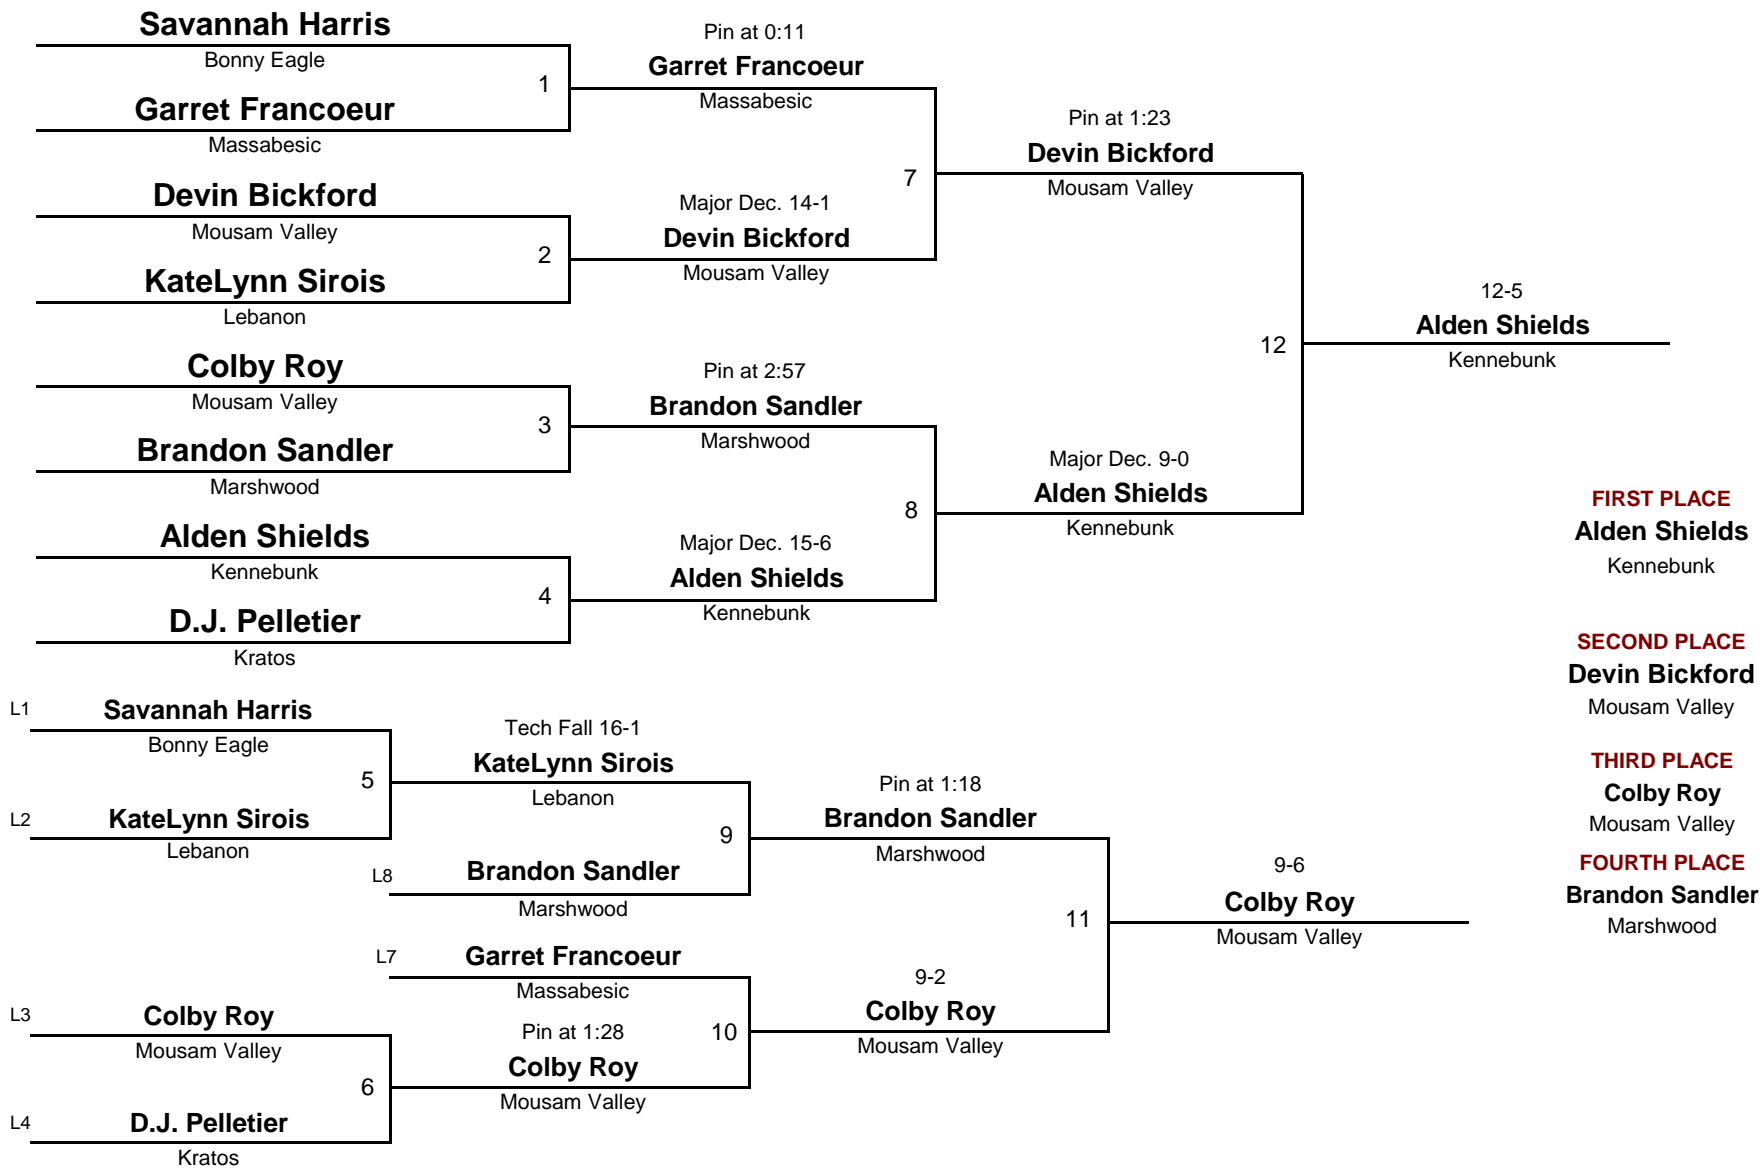 Savannah Harris
Bonny Eagle
1
Garret Francoeur
Massabesic
Devin Bickford
Mousam Valley
2
KateLynn Sirois
Lebanon
Colby Roy
Mousam Valley
3
Brandon Sandler
Marshwood
Alden Shields
Kennebunk
4
D.J. Pelletier
Kratos
Pin at 0:11
Garret Francoeur
Massabesic
7
Major Dec. 14-1
Devin Bickford
Mousam Valley
Pin at 2:57
Brandon Sandler
Marshwood
8
Major Dec. 15-6
Alden Shields
Kennebunk
Pin at 1:23
Devin Bickford
Mousam Valley
12
Major Dec. 9-0
Alden Shields
Kennebunk
12-5
Alden Shields
Kennebunk
L1
Savannah Harris
Bonny Eagle
5
L2
KateLynn Sirois
Lebanon
L3
Colby Roy
Mousam Valley
6
L4
D.J. Pelletier
Kratos
Tech Fall 16-1
KateLynn Sirois
Lebanon
9
L8
Brandon Sandler
Marshwood
L7
Garret Francoeur
Massabesic
10
Pin at 1:28
Colby Roy
Mousam Valley
Pin at 1:18
Brandon Sandler
Marshwood
11
9-2
Colby Roy
Mousam Valley
9-6
Colby Roy
Mousam Valley
FIRST PLACE
Alden Shields
Kennebunk
SECOND PLACE
Devin Bickford
Mousam Valley
THIRD PLACE
Colby Roy
Mousam Valley
FOURTH PLACE
Brandon Sandler
Marshwood